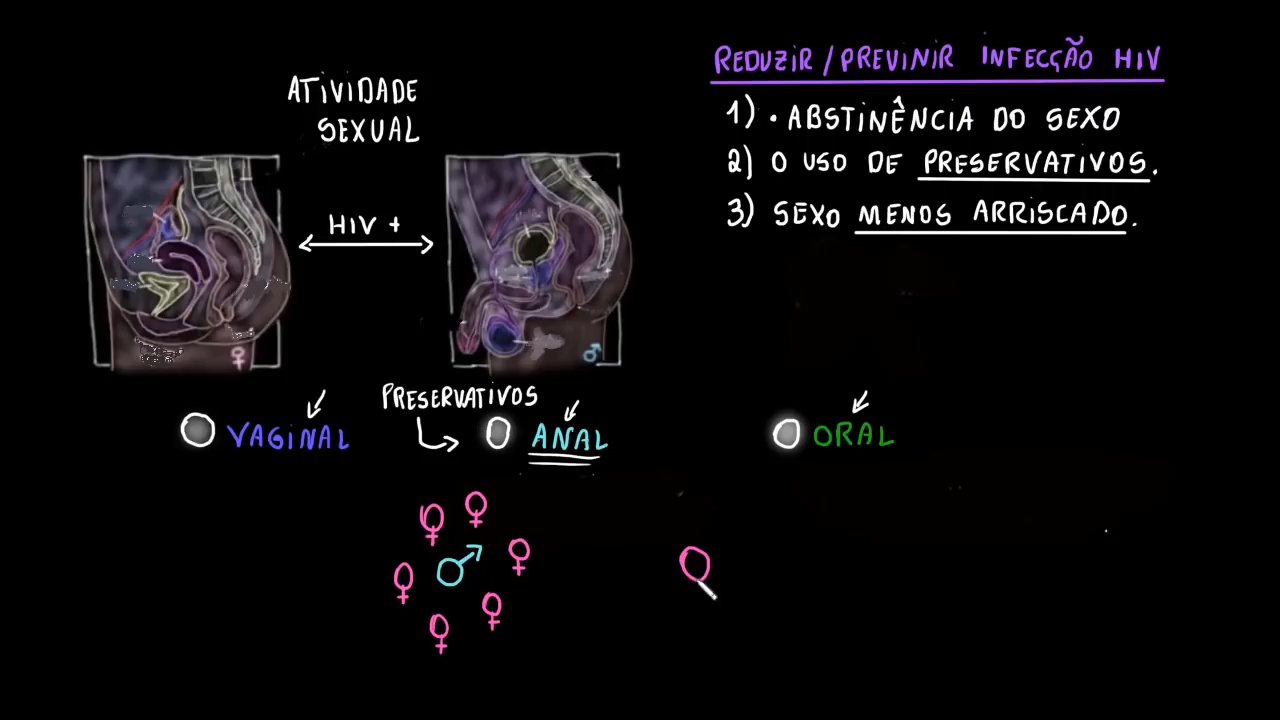 ATIVIDADE
SEXUAL
HIV +
REDUZIR/PREVINIR INFECÇÃO HIV
1) • ABSTINÊNCIA DO SEXO
2) O USO DE PRESERVATIVOS.
3) SEXO MENOS ARRISCADO.
PRESERVATIVOS
VAGINAL
ANAL
ORAL